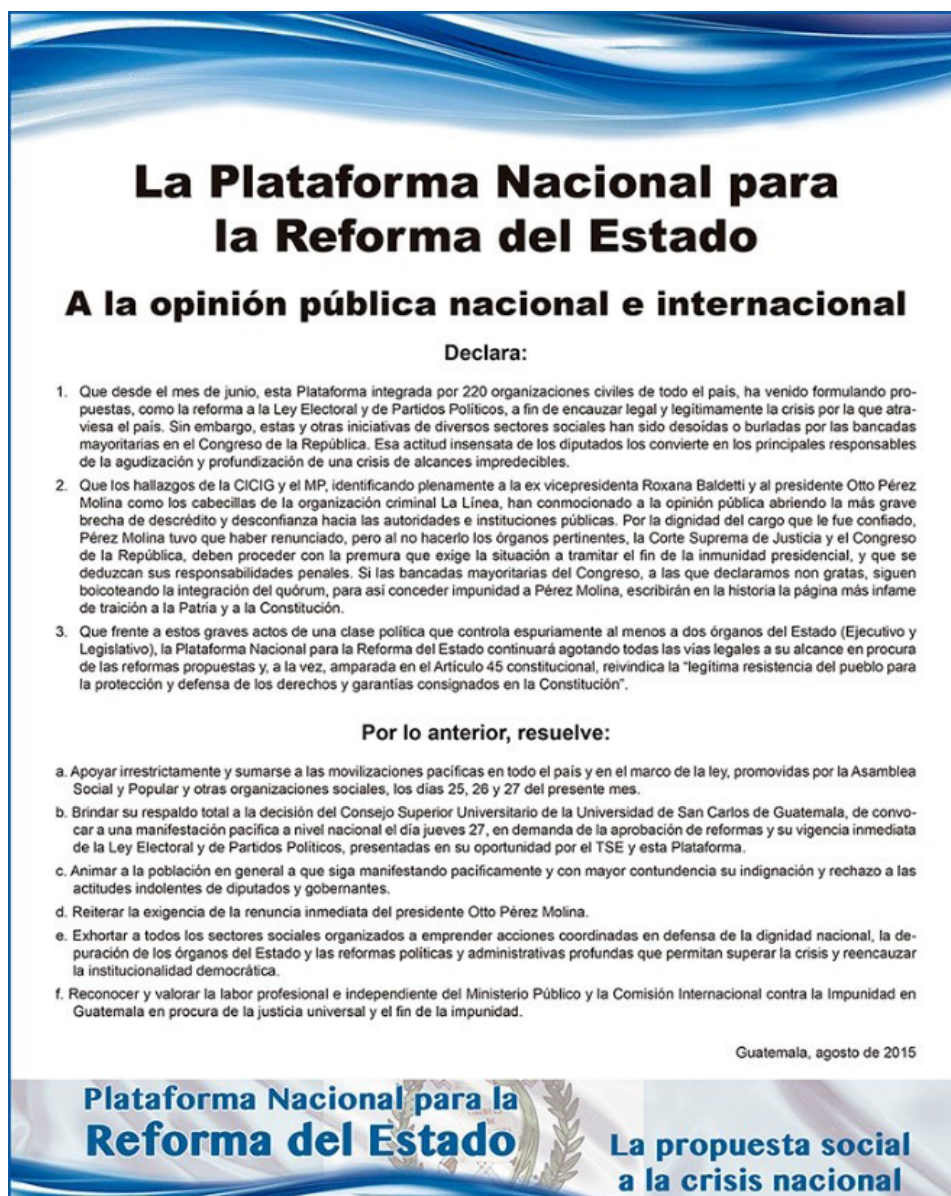 La Plataforma Nacional para
la Reforma del Estado
A la opinión pública nacional e internacional
Declara:
1. Que desde el mes de junio, esta Plataforma integrada por 220 organizaciones civiles de todo el país, ha venido formulando pro-
puestas, como la reforma a la Ley Electoral y de Partidos Políticos, a fin de encauzar legal y legítimamente la crisis por la que atra-
viesa el país. Sin embargo, estas y otras iniciativas de diversos sectores sociales han sido desoídas o burladas por las bancadas
mayoritarias en el Congreso de la República. Esa actitud insensata de los diputados los convierte en los principales responsables
de la agudización y profundización de una crisis de alcances impredecibles.
2. Que los hallazgos de la CICIG y el MP, identificando plenamente a la ex vicepresidenta Roxana Baldetti y al presidente Otto Pérez
Molina como los cabecillas de la organización criminal La Línea, han conmocionado a la opinión pública abriendo la más grave
brecha de descrédito y desconfianza hacia las autoridades e instituciones públicas. Por la dignidad del cargo que le fue confiado,
Pérez Molina tuvo que haber renunciado, pero al no hacerlo los órganos pertinentes, la Corte Suprema de Justicia y el Congreso
de la República, deben proceder con la premura que exige la situación a tramitar el fin de la inmunidad presidencial, y que se
deduzcan sus responsabilidades penales. Si las bancadas mayoritarias del Congreso, a las que declaramos non gratas, siguen
boicoteando la integración del quórum, para así conceder impunidad a Pérez Molina, escribirán en la historia la página más infame
de traición a la Patria y a la Constitución.
3. Que frente a estos graves actos de una clase política que controla espuriamente al menos a dos órganos del Estado (Ejecutivo y
Legislativo), la Plataforma Nacional para la Reforma del Estado continuará agotando todas las vías legales a su alcance en procura
de las reformas propuestas y, a la vez, amparada en el Artículo 45 constitucional, reivindica la “legítima resistencia del pueblo para
la protección y defensa de los derechos y garantías consignados en la Constitución”.
Por lo anterior, resuelve:
a. Apoyar irrestrictamente y sumarse a las movilizaciones pacíficas en todo el país y en el marco de la ley, promovidas por la Asamblea
Social y Popular y otras organizaciones sociales, los días 25, 26 y 27 del presente mes.
b. Brindar su respaldo total a la decisión del Consejo Superior Universitario de la Universidad de San Carlos de Guatemala, de convo-
car a una manifestación pacífica a nivel nacional el día jueves 27, en demanda de la aprobación de reformas y su vigencia inmediata
de la Ley Electoral y de Partidos Políticos, presentadas en su oportunidad por el TSE y esta Plataforma.
c. Animar a la población en general a que siga manifestando pacíficamente y con mayor contundencia su indignación y rechazo a las
actitudes indolentes de diputados y gobernantes.
d. Reiterar la exigencia de la renuncia inmediata del presidente Otto Pérez Molina.
e. Exhortar a todos los sectores sociales organizados a emprender acciones coordinadas en defensa de la dignidad nacional, la de-
puración de los órganos del Estado y las reformas políticas y administrativas profundas que permitan superar la crisis y reencauzar
la institucionalidad democrática.
f. Reconocer y valorar la labor profesional e independiente del Ministerio Público y la Comisión Internacional contra la Impunidad en
Guatemala en procura de la justicia universal y el fin de la impunidad.
Guatemala, agosto de 2015
Plataforma Nacional para la
Reforma del Estado
La propuesta social
a la crisis nacional